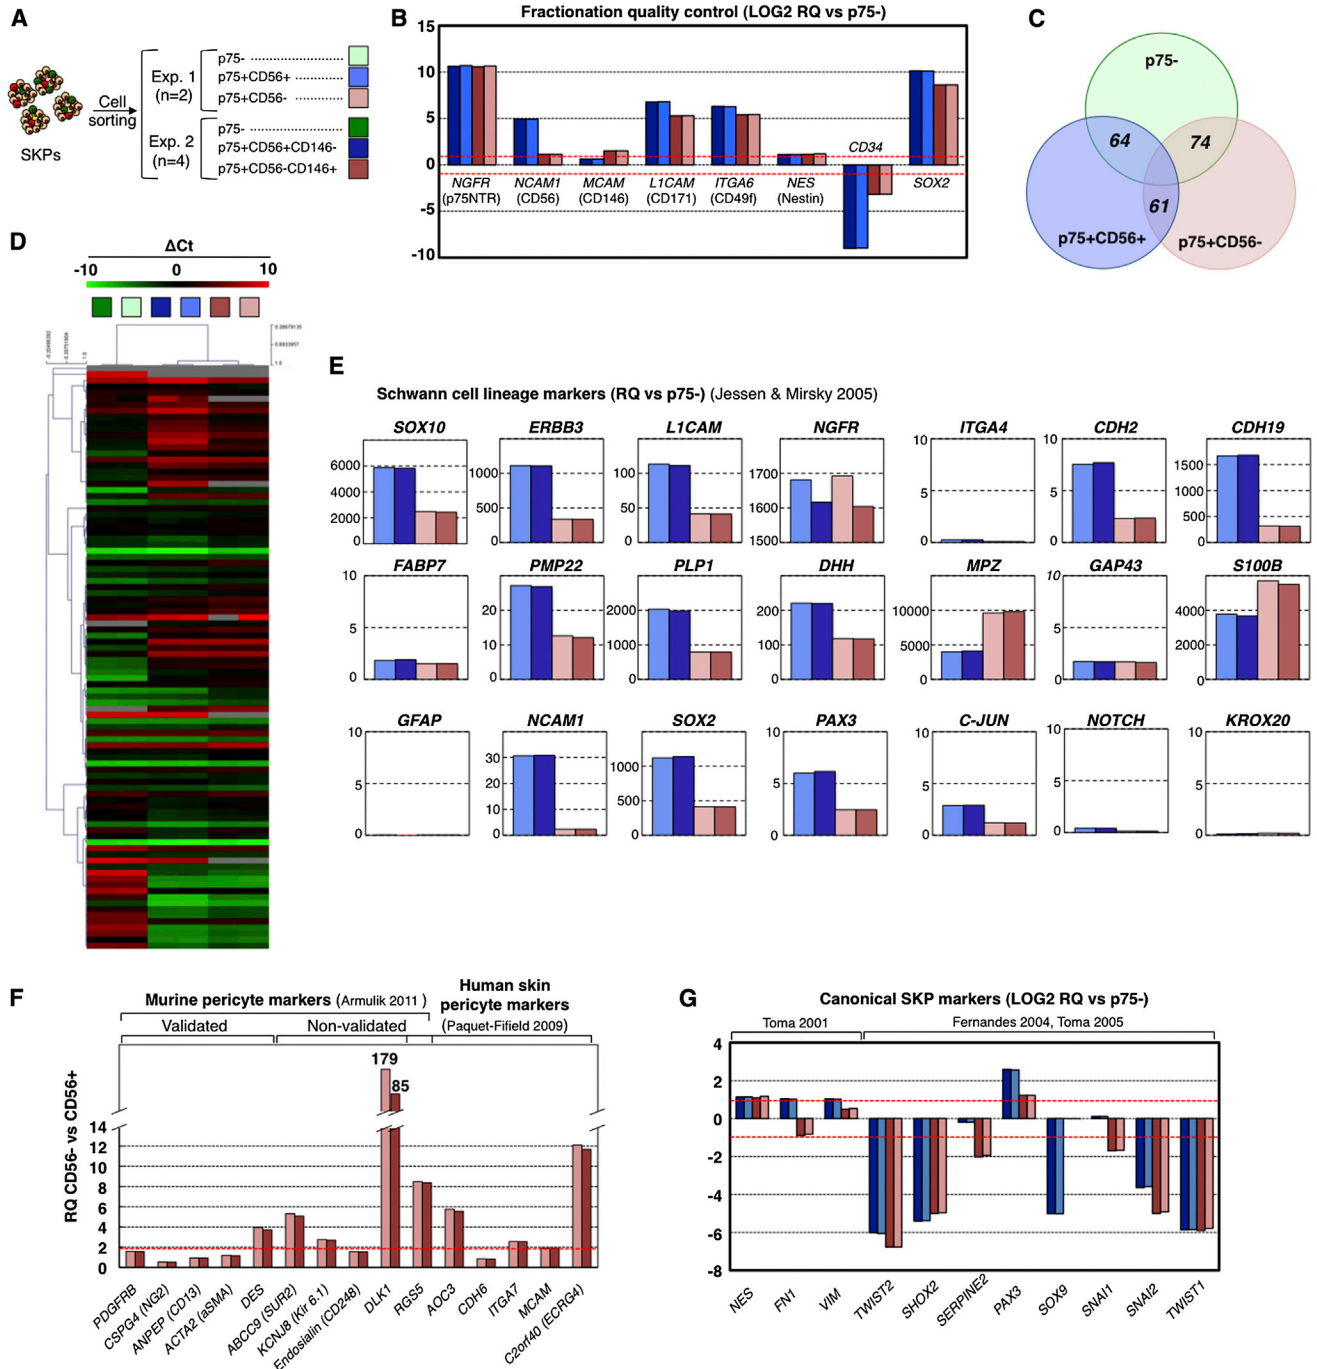 A
SKPs
Cell
sorting
Exp. 1
(n=2)
p75-
p75+CD56+
p75+CD56-
Exp. 2
(n=4)
p75-
p75+CD56+CD146-
p75+CD56-CD146+
B
Fractionation quality control (LOG2 RQ vs p75-)
15
10
5
0
-5
-10
NGFR
(p75NTR)
NCAM1
(CD56)
MCAM
(CD146)
L1CAM
(CD171)
ITGA6
(CD49f)
NES
(Nestin)
CD34
SOX2
C
p75-
64
74
61
p75+CD56+
p75+CD56-
D
ΔCt
-10 0 10
1.0
1.0
E
Schwann cell lineage markers (RQ vs p75-) (Jessen & Mirsky 2005)
SOX10
6000
4000
2000
0
ERBB3
1000
500
0
L1CAM
100
50
0
NGFR
1700
1600
1500
ITGA4
10
5
0
CDH2
10
5
0
CDH19
1500
1000
500
0
FABP7
10
5
0
PMP22
20
10
0
PLP1
2000
1000
0
DHH
200
100
0
MPZ
10000
5000
0
GAP43
10
5
0
S100B
4000
2000
0
GFAP
10
5
0
NCAM1
30
20
10
0
SOX2
1000
500
0
PAX3
10
5
0
C-JUN
10
5
0
NOTCH
10
5
0
KROX20
10
5
0
F
Murine pericyte markers (Armulik 2011 )
Validated
Non-validated
Human skin
pericyte markers
(Paquet-Fifield 2009)
RQ CD56- vs CD56+
179
85
14
12
10
8
6
4
2
0
PDGFRB
CSPG4 (NG2)
ANPEP (CD13)
ACTA2 (aSMA)
DES
ABCC9 (SUR2)
KCNJ8 (Kir 6.1)
Endosialin (CD248)
DLK1
RGS5
AOC3
CDH6
ITGA7
MCAM
C2orf40 (ECRG4)
G
Canonical SKP markers (LOG2 RQ vs p75-)
Toma 2001
Fernandes 2004, Toma 2005
4
2
0
-2
-4
-6
-8
NES
FN1
VIM
TWIST2
SHOX2
SERPINE2
PAX3
SOX9
SNAI1
SNAI2
TWIST1